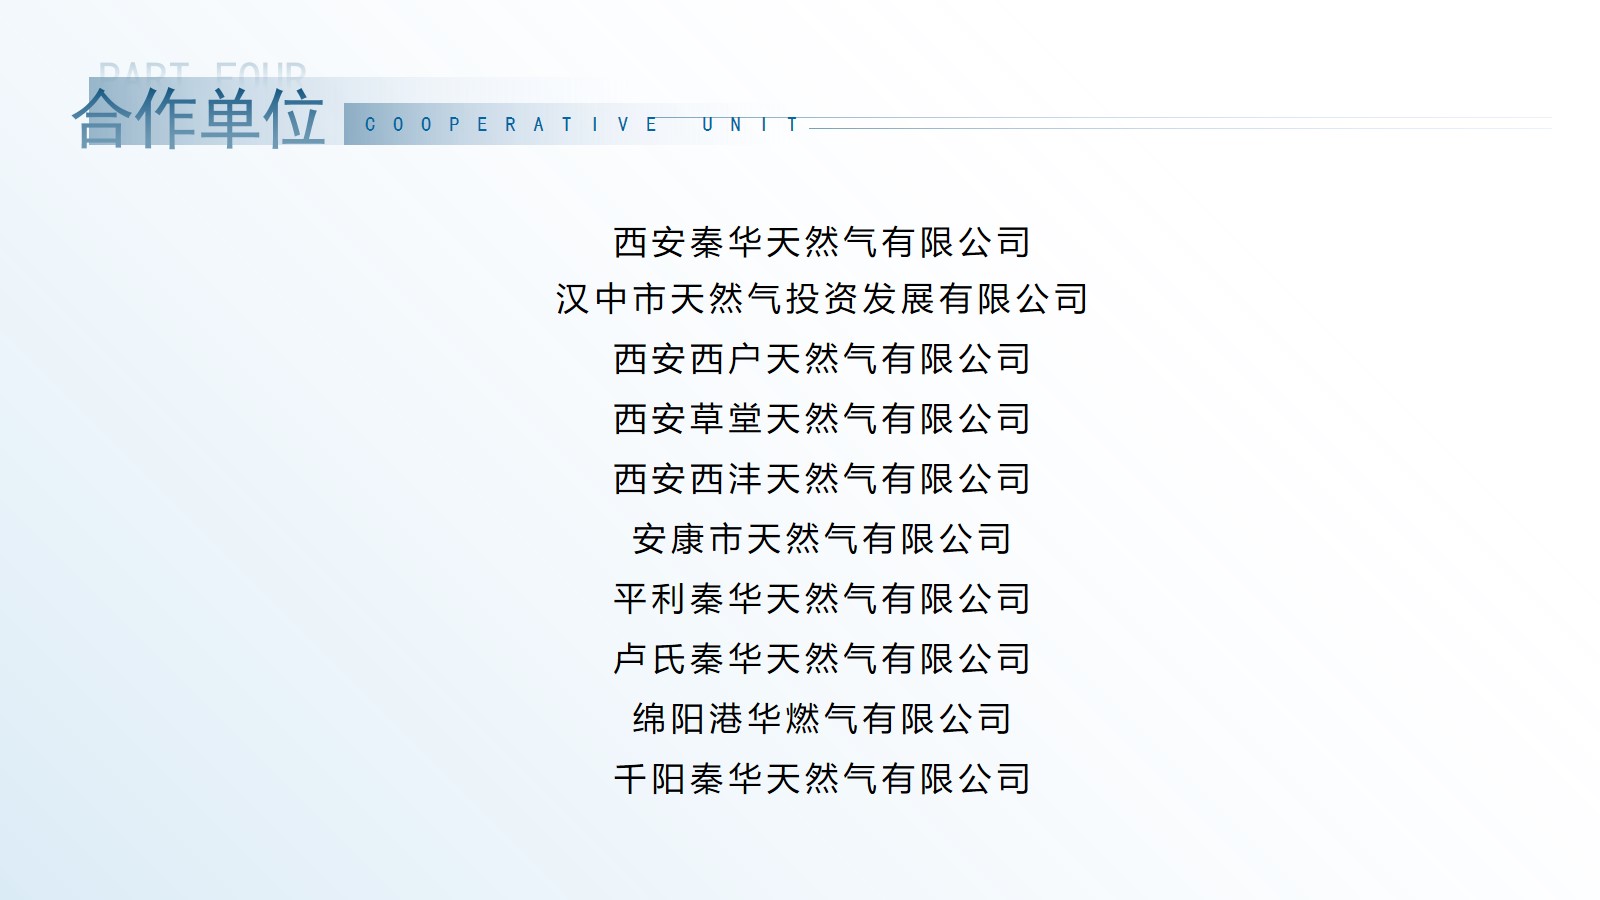 PART FOUR
合作单位
COOPERATIVE UNIT
西安秦华天然气有限公司
汉中市天然气投资发展有限公司
西安西户天然气有限公司
西安草堂天然气有限公司
西安西沣天然气有限公司
安康市天然气有限公司
平利秦华天然气有限公司
卢氏秦华天然气有限公司
绵阳港华燃气有限公司
千阳秦华天然气有限公司